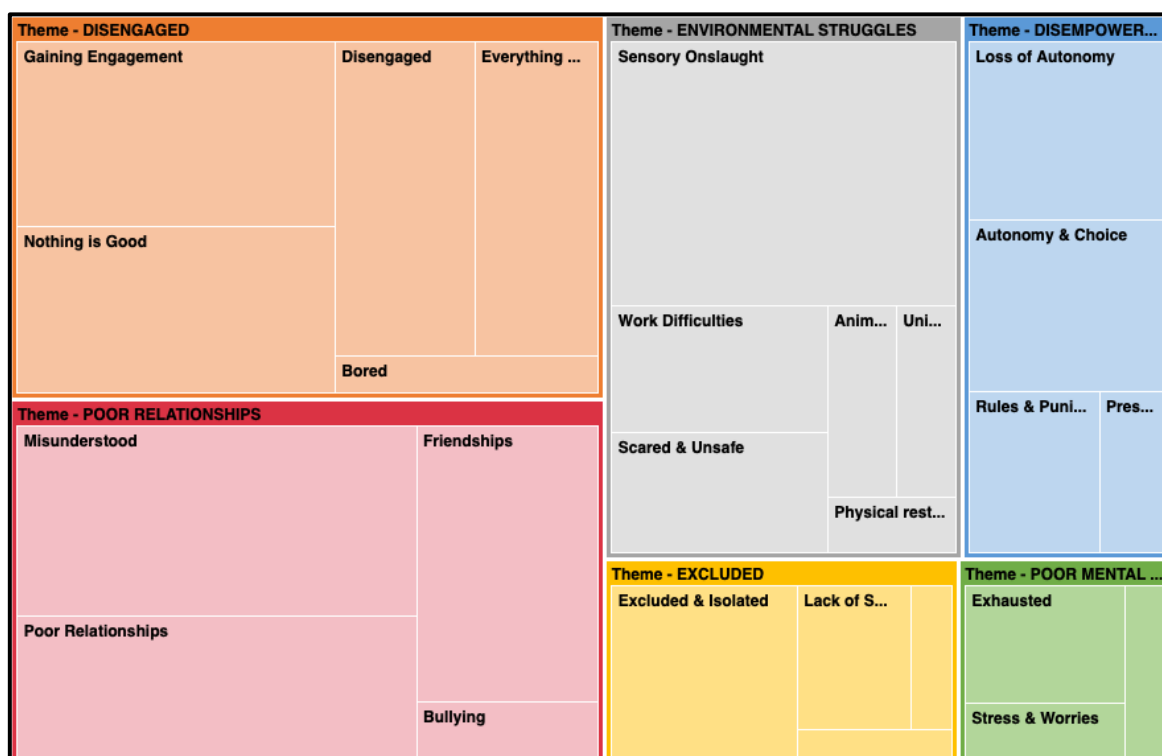 Theme - DISENGAGED
Gaining Engagement
Disengaged
Everything ...
Nothing is Good
Bored
Theme - POOR RELATIONSHIPS
Misunderstood
Friendships
Poor Relationships
Bullying
Theme - ENVIRONMENTAL STRUGGLES
Sensory Onslaught
Work Difficulties
Anim...
Uni...
Scared & Unsafe
Physical rest...
Theme - DISEMPOWER...
Loss of Autonomy
Autonomy & Choice
Rules & Puni...
Pres...
Theme - EXCLUDED
Excluded & Isolated
Lack of S...
Theme - POOR MENTAL ...
Exhausted
Stress & Worries